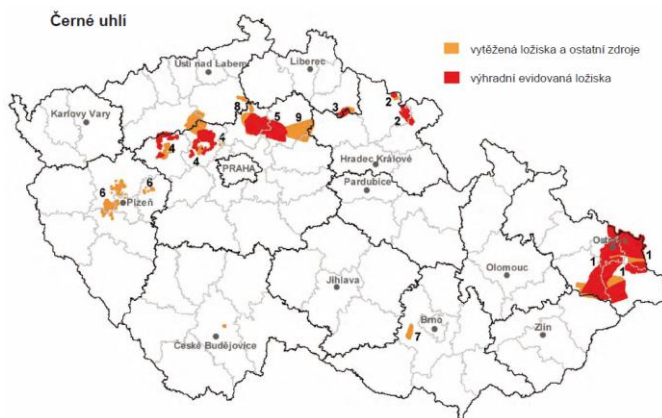 Černé uhlí
vytěžená ložiska a ostatní zdroje
výhradní evidovaná ložiska
Ústí nad Labem
Liberec
Karlovy Vary
8
5
9
3
2
2
4
4
4
PRAHA
Hradec Králové
Pardubice
6
6
Plzeň
Ostrava
1
1
1
Olomouc
Jihlava
Brno
7
Zlín
České Budějovice